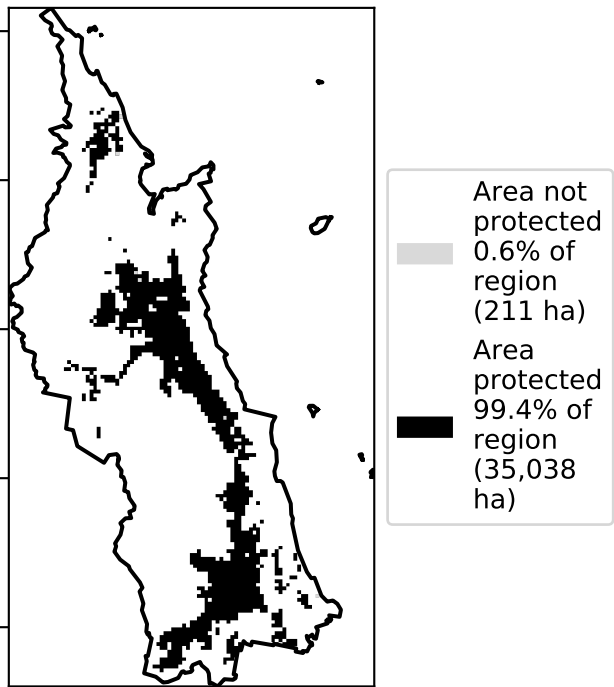 Area not
protected
0.6% of
region
(211 ha)
Area
protected
99.4% of
region
(35,038
ha)